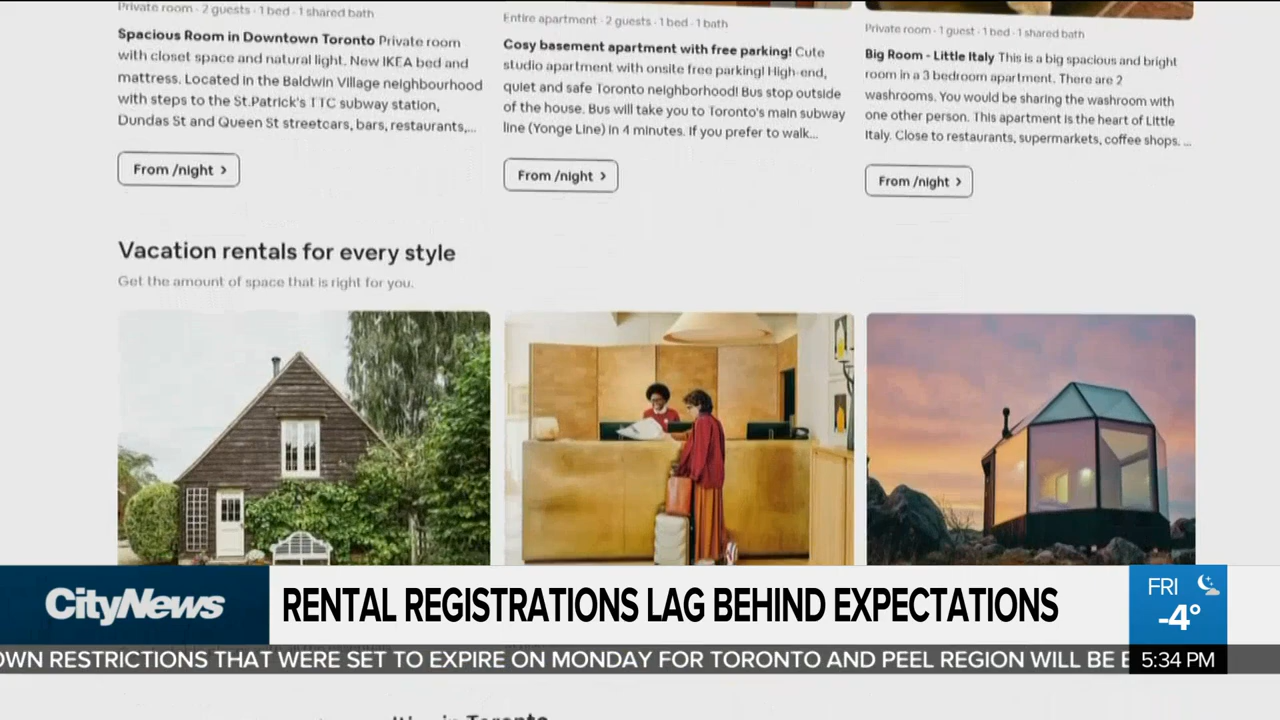 Private room · 2 guests · 1 bed · 1 shared bath
Spacious Room in Downtown Toronto Private room
with closet space and natural light. New IKEA bed and
mattress. Located in the Baldwin Village neighbourhood
with steps to the St.Patrick's TTC subway station,
Dundas St and Queen St streetcars, bars, restaurants,...
From /night >
Entire apartment · 2 guests · 1 bed · 1 bath
Cosy basement apartment with free parking! Cute
studio apartment with onsite free parking! High-end,
quiet and safe Toronto neighborhood! Bus stop outside
of the house. Bus will take you to Toronto's main subway
line (Yonge Line) in 4 minutes. If you prefer to walk...
From /night >
Private room · 1 guest · 1 bed · 1 shared bath
Big Room - Little Italy This is a big spacious and bright
room in a 3 bedroom apartment. There are 2
washrooms. You would be sharing the washroom with
one other person. This apartment is the heart of Little
Italy. Close to restaurants, supermarkets, coffee shops. ...
From /night >
Vacation rentals for every style
Get the amount of space that is right for you.
CityNews
RENTAL REGISTRATIONS LAG BEHIND EXPECTATIONS
FRI
-4°
OWN RESTRICTIONS THAT WERE SET TO EXPIRE ON MONDAY FOR TORONTO AND PEEL REGION WILL BE E
5:34 PM
in Toronto